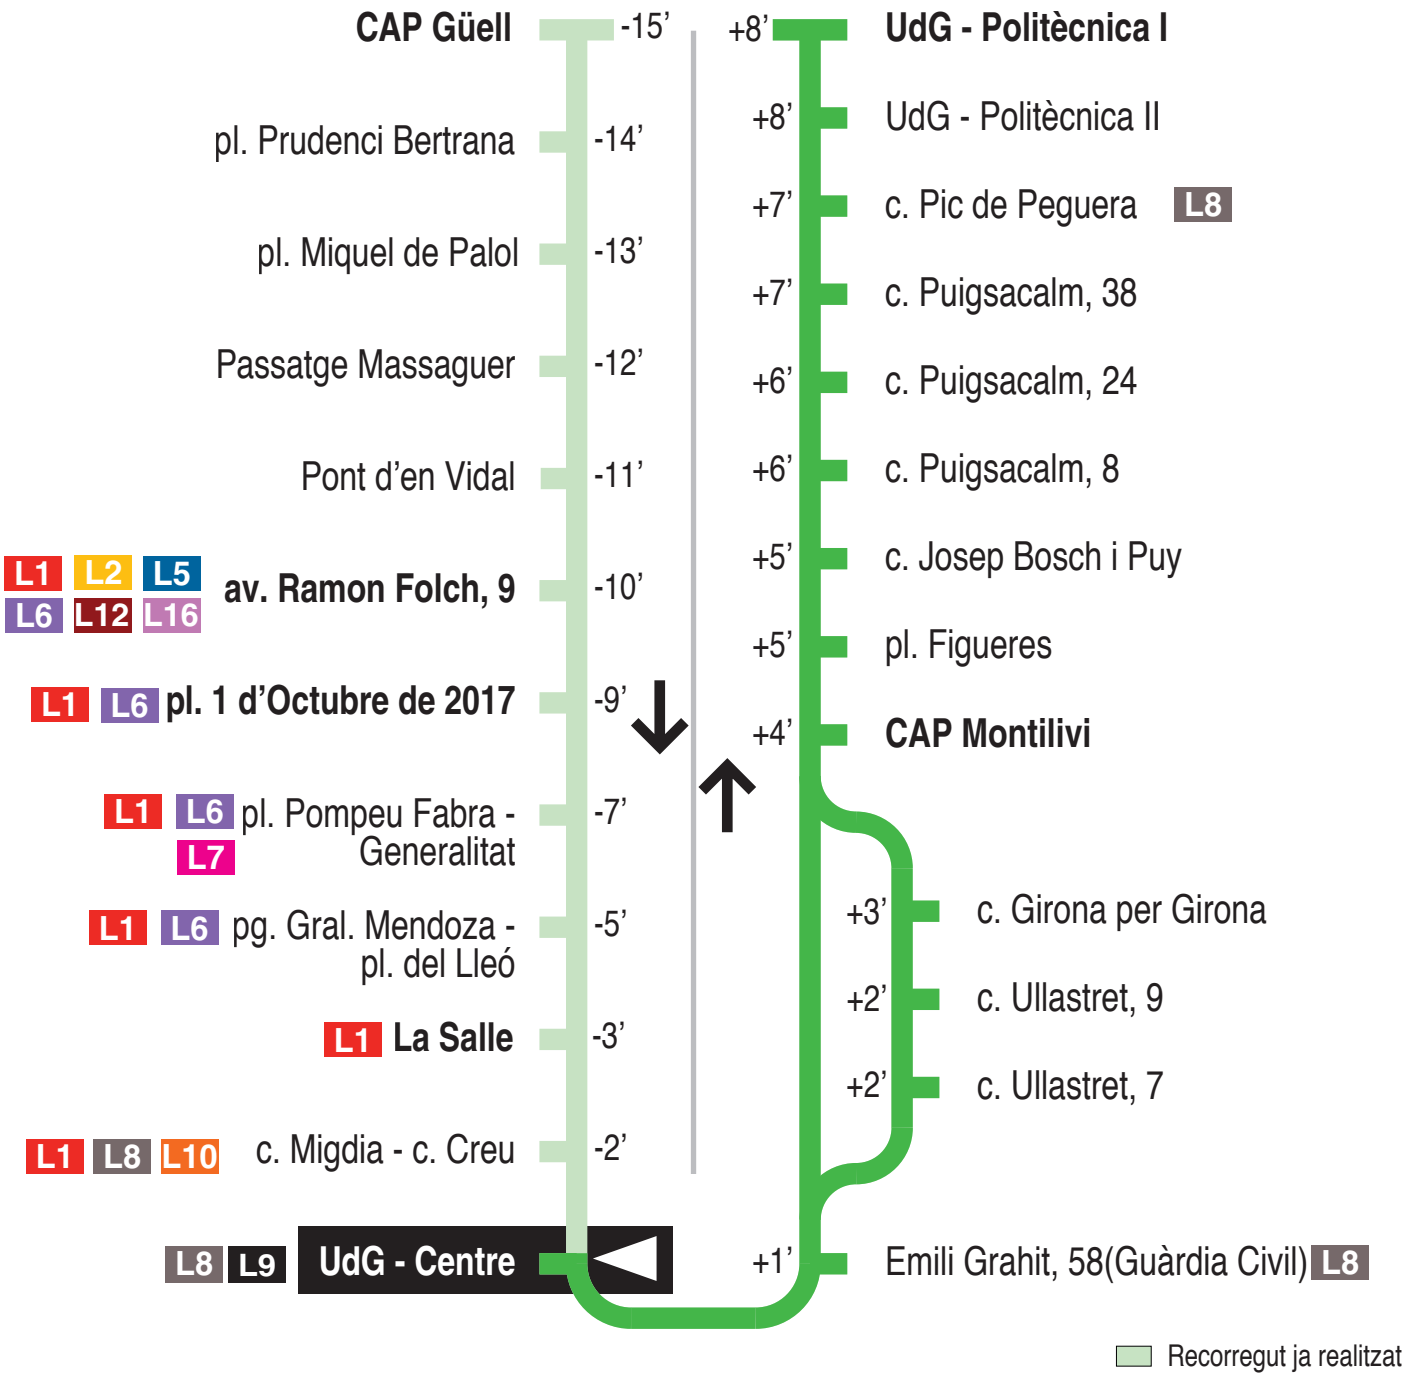 CAP Güell -15’
pl. Prudenci Bertrana -14’
pl. Miquel de Palol -13’
Passatge Massaguer -12’
Pont d’en Vidal -11’
L1 L2 L5
L6 L12 L16
av. Ramon Folch, 9 -10’
L1 L6 pl. 1 d’Octubre de 2017 -9’
L1 L6 pl. Pompeu Fabra - -7’
L7 Generalitat
L1 L6 pg. Gral. Mendoza - -5’
pl. del Lleó
L1 La Salle -3’
L1 L8 L10 c. Migdia - c. Creu -2’
L8 L9 UdG - Centre
+8’ UdG - Politècnica I
+8’ UdG - Politècnica II
+7’ c. Pic de Peguera L8
+7’ c. Puigsacalm, 38
+6’ c. Puigsacalm, 24
+6’ c. Puigsacalm, 8
+5’ c. Josep Bosch i Puy
+5’ pl. Figueres
+4’ CAP Montilivi
+3’ c. Girona per Girona
+2’ c. Ullastret, 9
+2’ c. Ullastret, 7
+1’ Emili Grahit, 58(Guàrdia Civil) L8
Recorregut ja realitzat